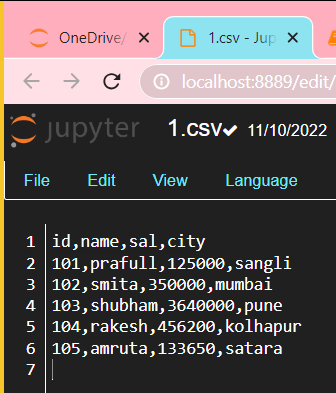 OneDrive/
1.csv - Jup
localhost:8889/edit/
jupyter 1.csv 11/10/2022
File Edit View Language
1 id,name,sal,city
2 101,prafull,125000,sangli
3 102,smita,350000,mumbai
4 103,shubham,3640000,pune
5 104,rakesh,456200,kolhapur
6 105,amruta,133650,satara
7